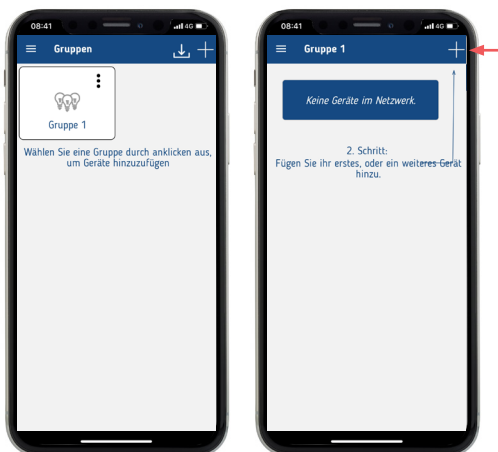 08:41
4G
Gruppen
Gruppe 1
Wählen Sie eine Gruppe durch anklicken aus,
um Geräte hinzuzufügen
08:41
4G
Gruppe 1
Keine Geräte im Netzwerk.
2. Schritt:
Fügen Sie ihr erstes, oder ein weiteres Gerät
hinzu.